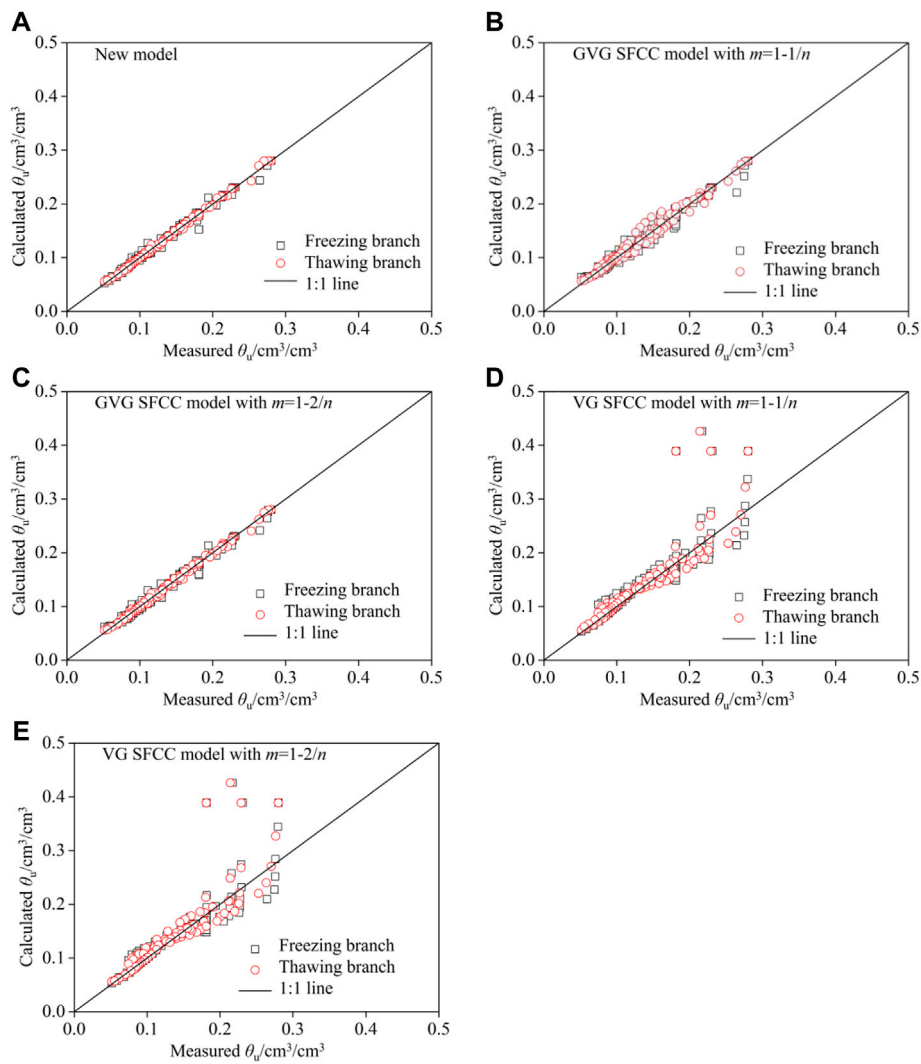 A
New model
Calculated θu/cm³/cm³
0.5
0.4
0.3
0.2
0.1
0.0
Freezing branch
Thawing branch
1:1 line
0.0 0.1 0.2 0.3 0.4 0.5
Measured θu/cm³/cm³
B
GVG SFCC model with m=1-1/n
Calculated θu/cm³/cm³
0.5
0.4
0.3
0.2
0.1
0.0
Freezing branch
Thawing branch
1:1 line
0.0 0.1 0.2 0.3 0.4 0.5
Measured θu/cm³/cm³
C
GVG SFCC model with m=1-2/n
Calculated θu/cm³/cm³
0.5
0.4
0.3
0.2
0.1
0.0
Freezing branch
Thawing branch
1:1 line
0.0 0.1 0.2 0.3 0.4 0.5
Measured θu/cm³/cm³
D
VG SFCC model with m=1-1/n
Calculated θu/cm³/cm³
0.5
0.4
0.3
0.2
0.1
0.0
Freezing branch
Thawing branch
1:1 line
0.0 0.1 0.2 0.3 0.4 0.5
Measured θu/cm³/cm³
E
VG SFCC model with m=1-2/n
Calculated θu/cm³/cm³
0.5
0.4
0.3
0.2
0.1
0.0
Freezing branch
Thawing branch
1:1 line
0.0 0.1 0.2 0.3 0.4 0.5
Measured θu/cm³/cm³